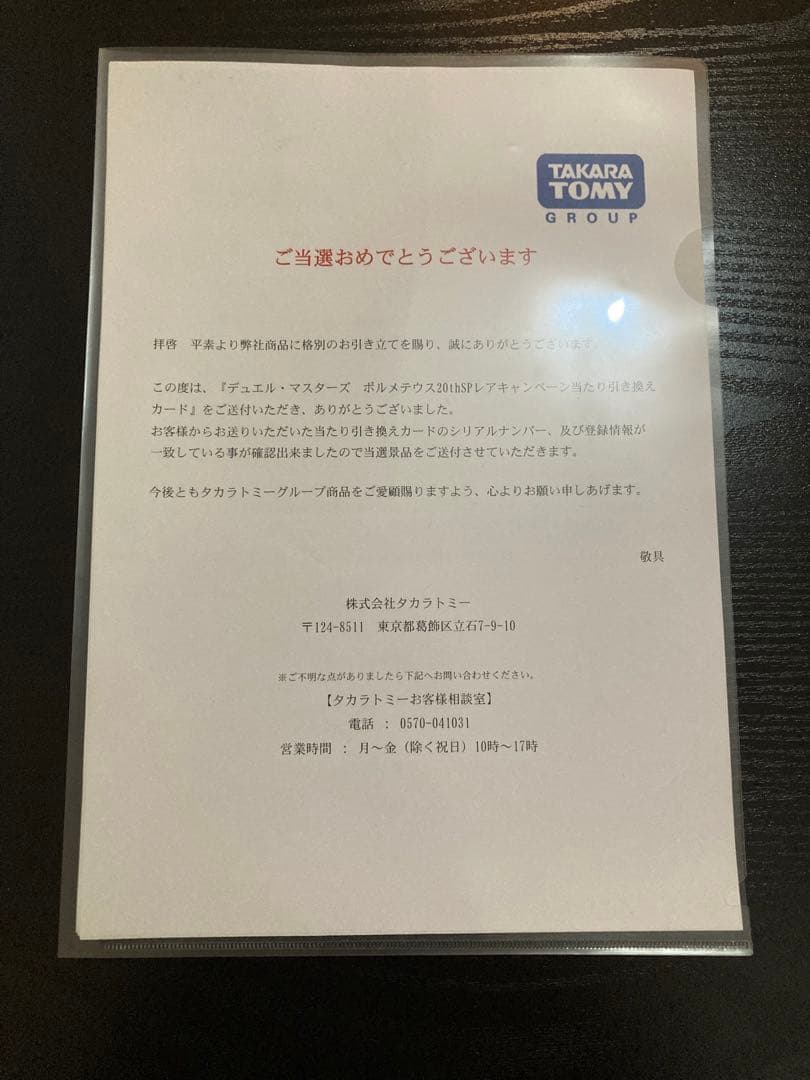 TAKARA
TOMY
GROUP
ご当選おめでとうございます
拝啓　平素より弊社商品に格別のお引き立てを賜り、誠にありがとうございます。
この度は、『デュエル・マスターズ　ボルメテウス20thSPレアキャンペーン当たり引き換え
カード』をご送付いただき、ありがとうございました。
お客様からお送りいただいた当たり引き換えカードのシリアルナンバー、及び登録情報が
一致している事が確認出来ましたので当選景品をご送付させていただきます。
今後ともタカラトミーグループ商品をご愛顧賜りますよう、心よりお願い申しあげます。
敬具
株式会社タカラトミー
〒124-8511　東京都葛飾区立石7-9-10
※ご不明な点がありましたら下記へお問い合わせください。
【タカラトミーお客様相談室】
電話　：　0570-041031
営業時間　：　月～金（除く祝日）10時～17時